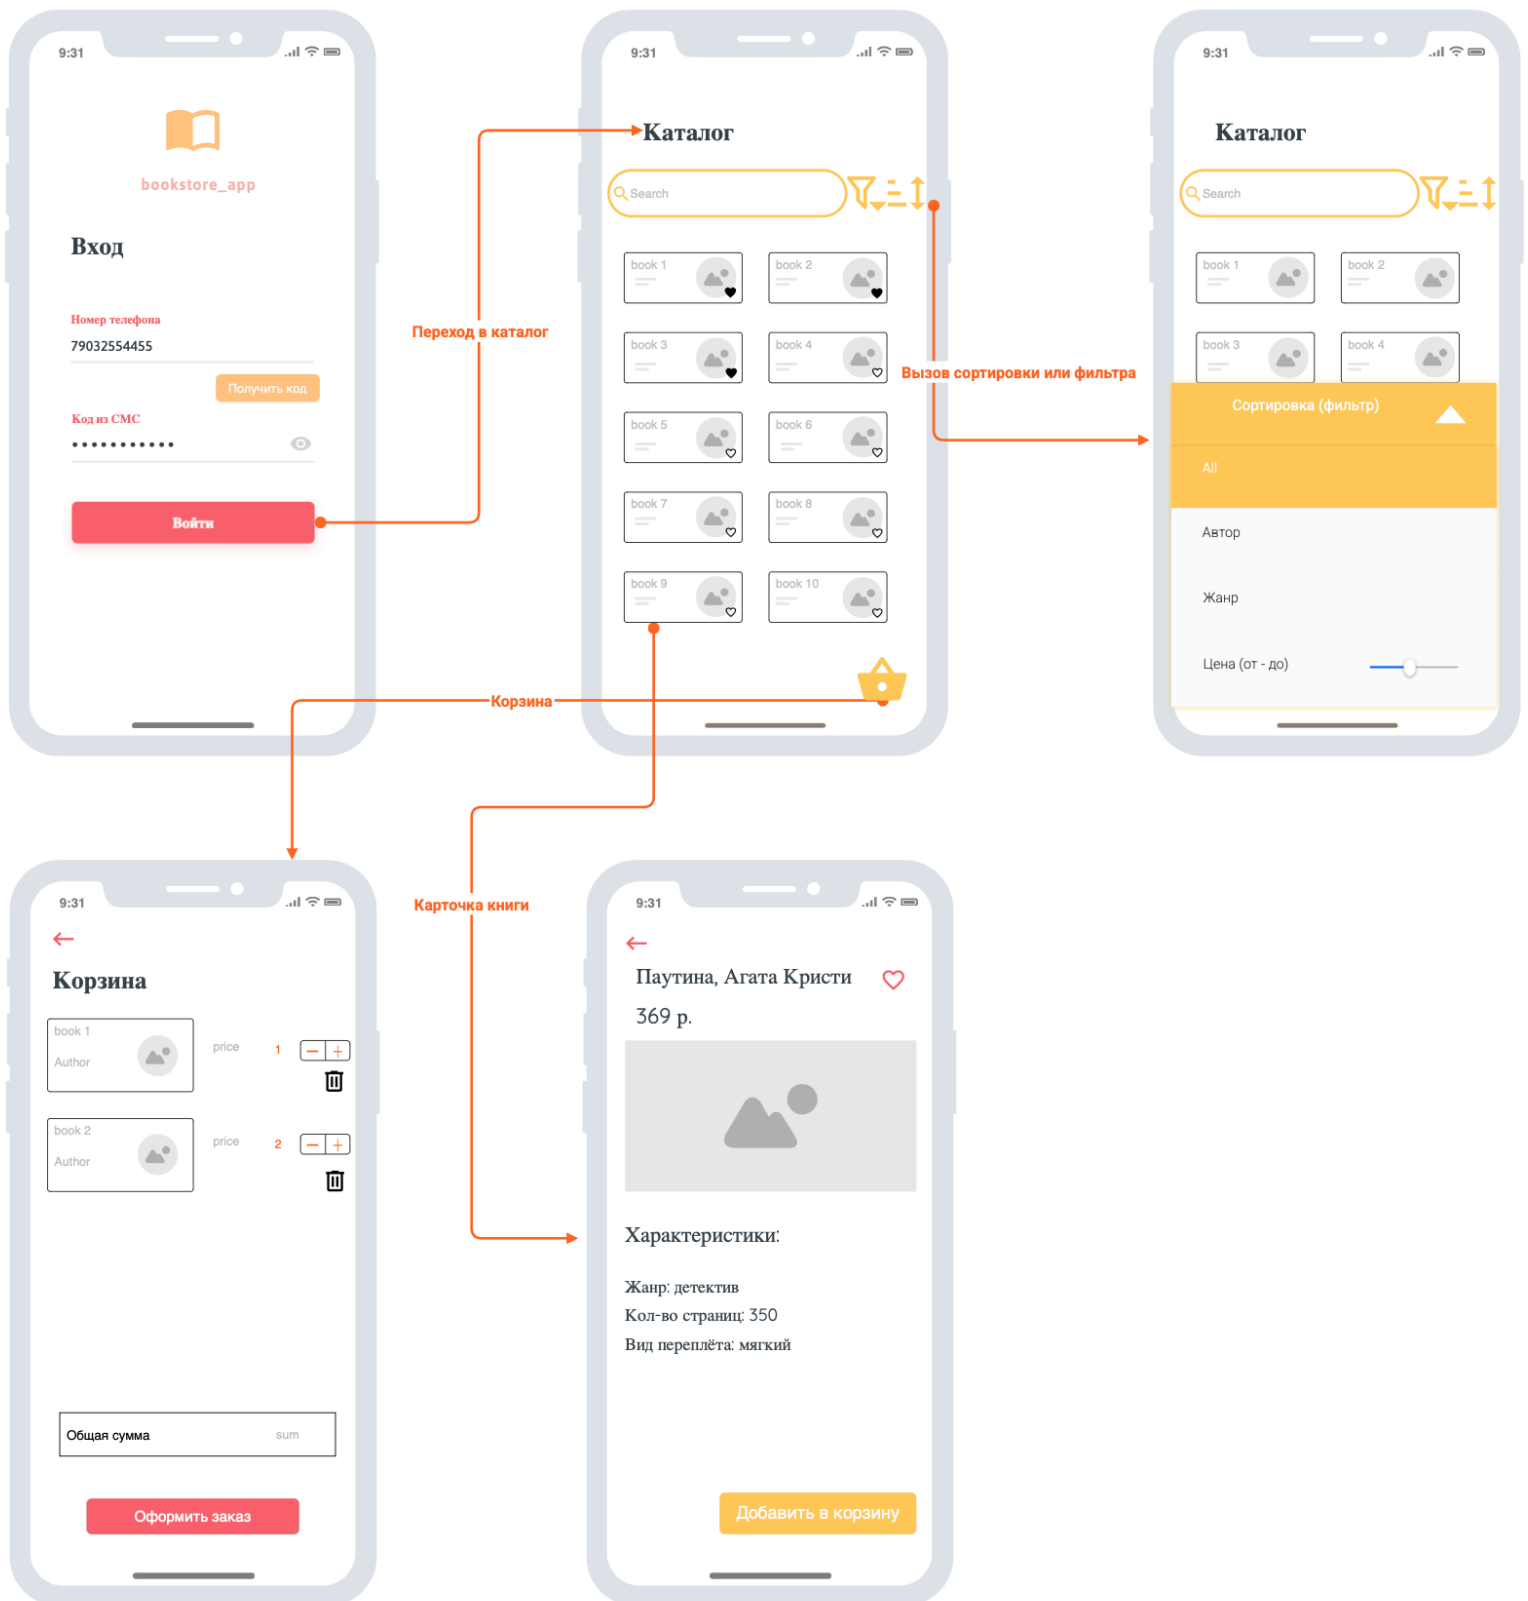 9:31
bookstore_app
Вход
Номер телефона
79032554455
Получить код
Код из СМС
Войти
Переход в каталог
9:31
Каталог
Search
book 1
book 2
book 3
book 4
book 5
book 6
book 7
book 8
book 9
book 10
Вызов сортировки или фильтра
9:31
Каталог
Search
book 1
book 2
book 3
book 4
Сортировка (фильтр)
All
Автор
Жанр
Цена (от - до)
Корзина
9:31
Корзина
book 1
Author
price
1
book 2
Author
price
2
Общая сумма
sum
Оформить заказ
Карточка книги
9:31
Паутина, Агата Кристи
369 р.
Характеристики:
Жанр: детектив
Кол-во страниц: 350
Вид переплёта: мягкий
Добавить в корзину